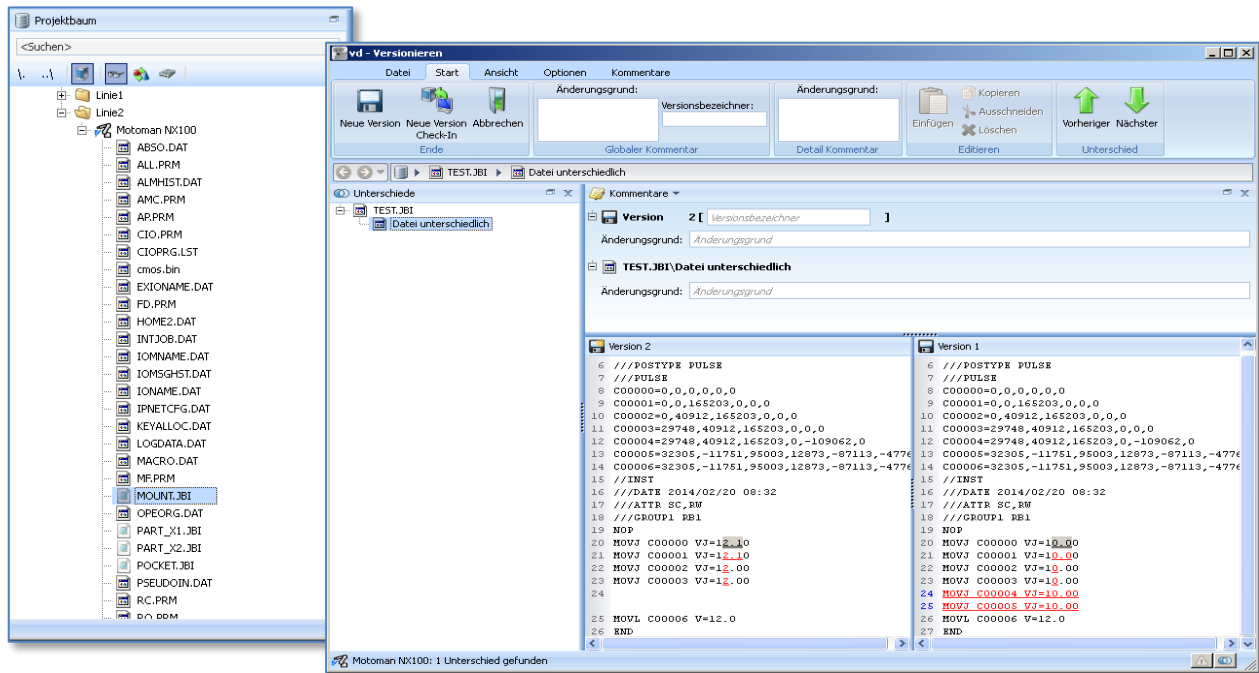 Projektbaum
<Suchen>
\. ..\
Linie1
Linie2
Motoman NX100
ABSO.DAT
ALL.PRM
ALMHIST.DAT
AMC.PRM
AP.PRM
CIO.PRM
CIOPRG.LST
cmos.bin
EXIONAME.DAT
FD.PRM
HOME2.DAT
INTJOB.DAT
IOMNAME.DAT
IOMSGHST.DAT
IONAME.DAT
IPNETCFG.DAT
KEYALLOC.DAT
LOGDATA.DAT
MACRO.DAT
MF.PRM
MOUNT.JBI
OPEORG.DAT
PART_X1.JBI
PART_X2.JBI
POCKET.JBI
PSEUDOIN.DAT
RC.PRM
RO.PRM
vd - Versionieren
Datei Start Ansicht Optionen Kommentare
Neue Version
Neue Version Check-In
Abbrechen
Ende
Änderungsgrund:
Versionsbezeichner:
Globaler Kommentar
Änderungsgrund:
Detail Kommentar
Einfügen
Kopieren
Ausschneiden
Löschen
Editieren
Vorheriger Nächster
Unterschied
TEST.JBI Datei unterschiedlich
Unterschiede
TEST.JBI
Datei unterschiedlich
Kommentare
Version 2 [ Versionsbezeichner ]
Änderungsgrund: Änderungsgrund
TEST.JBI\Datei unterschiedlich
Änderungsgrund: Änderungsgrund
Version 2
6 ///POSTYPE PULSE
7 ///PULSE
8 C00000=0,0,0,0,0,0
9 C00001=0,0,165203,0,0,0
10 C00002=0,40912,165203,0,0,0
11 C00003=29748,40912,165203,0,0,0
12 C00004=29748,40912,165203,0,-109062,0
13 C00005=32305,-11751,95003,12873,-87113,-4776
14 C00006=32305,-11751,95003,12873,-87113,-4776
15 //INST
16 ///DATE 2014/02/20 08:32
17 ///ATTR SC,RW
18 ///GROUP1 RB1
19 NOP
20 MOVJ C00000 VJ=12.10
21 MOVJ C00001 VJ=12.10
22 MOVJ C00002 VJ=12.00
23 MOVJ C00003 VJ=12.00
24
25 MOVL C00006 V=12.0
26 END
Version 1
6 ///POSTYPE PULSE
7 ///PULSE
8 C00000=0,0,0,0,0,0
9 C00001=0,0,165203,0,0,0
10 C00002=0,40912,165203,0,0,0
11 C00003=29748,40912,165203,0,0,0
12 C00004=29748,40912,165203,0,-109062,0
13 C00005=32305,-11751,95003,12873,-87113,-4776
14 C00006=32305,-11751,95003,12873,-87113,-4776
15 //INST
16 ///DATE 2014/02/20 08:32
17 ///ATTR SC,RW
18 ///GROUP1 RB1
19 NOP
20 MOVJ C00000 VJ=10.00
21 MOVJ C00001 VJ=10.00
22 MOVJ C00002 VJ=10.00
23 MOVJ C00003 VJ=10.00
24 MOVJ C00004 VJ=10.00
25 MOVJ C00005 VJ=10.00
26 MOVL C00006 V=12.0
27 END
Motoman NX100: 1 Unterschied gefunden